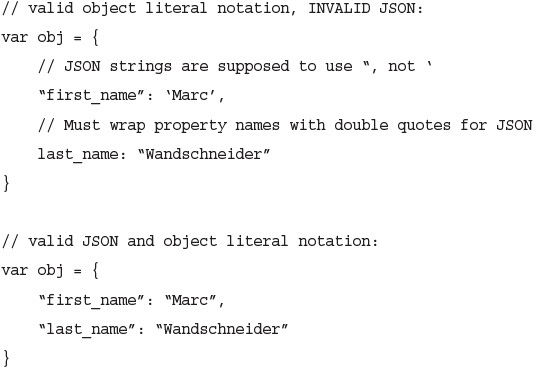 // valid object literal notation, INVALID JSON:
var obj = {
    // JSON strings are supposed to use “, not ‘
    “first_name”: ‘Marc’,
    // Must wrap property names with double quotes for JSON
    last_name: “Wandschneider”
}

// valid JSON and object literal notation:
var obj = {
    “first_name”: “Marc”,
    “last_name”: “Wandschneider”
}